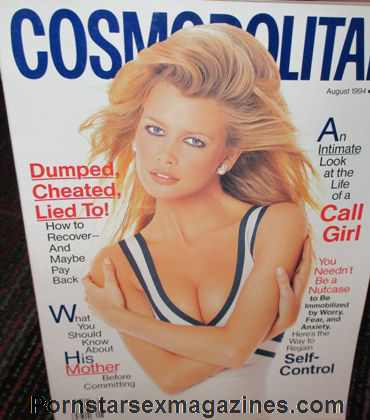 COSMOPOLITA
August 1994 •
Dumped,
Cheated,
Lied To!
How to
Recover—
And
Maybe
Pay
Back
What
You
Should
Know
About
His
Mother
Before
Committing
An
Intimate
Look
at the
Life
of a
Call
Girl
You
Needn't
Be a
Nutcase
to Be
Immobilized
by Worry,
Fear, and
Anxiety.
Here's the
Way to
Regain
Self-
Control
Pornstarsexmagazines.com